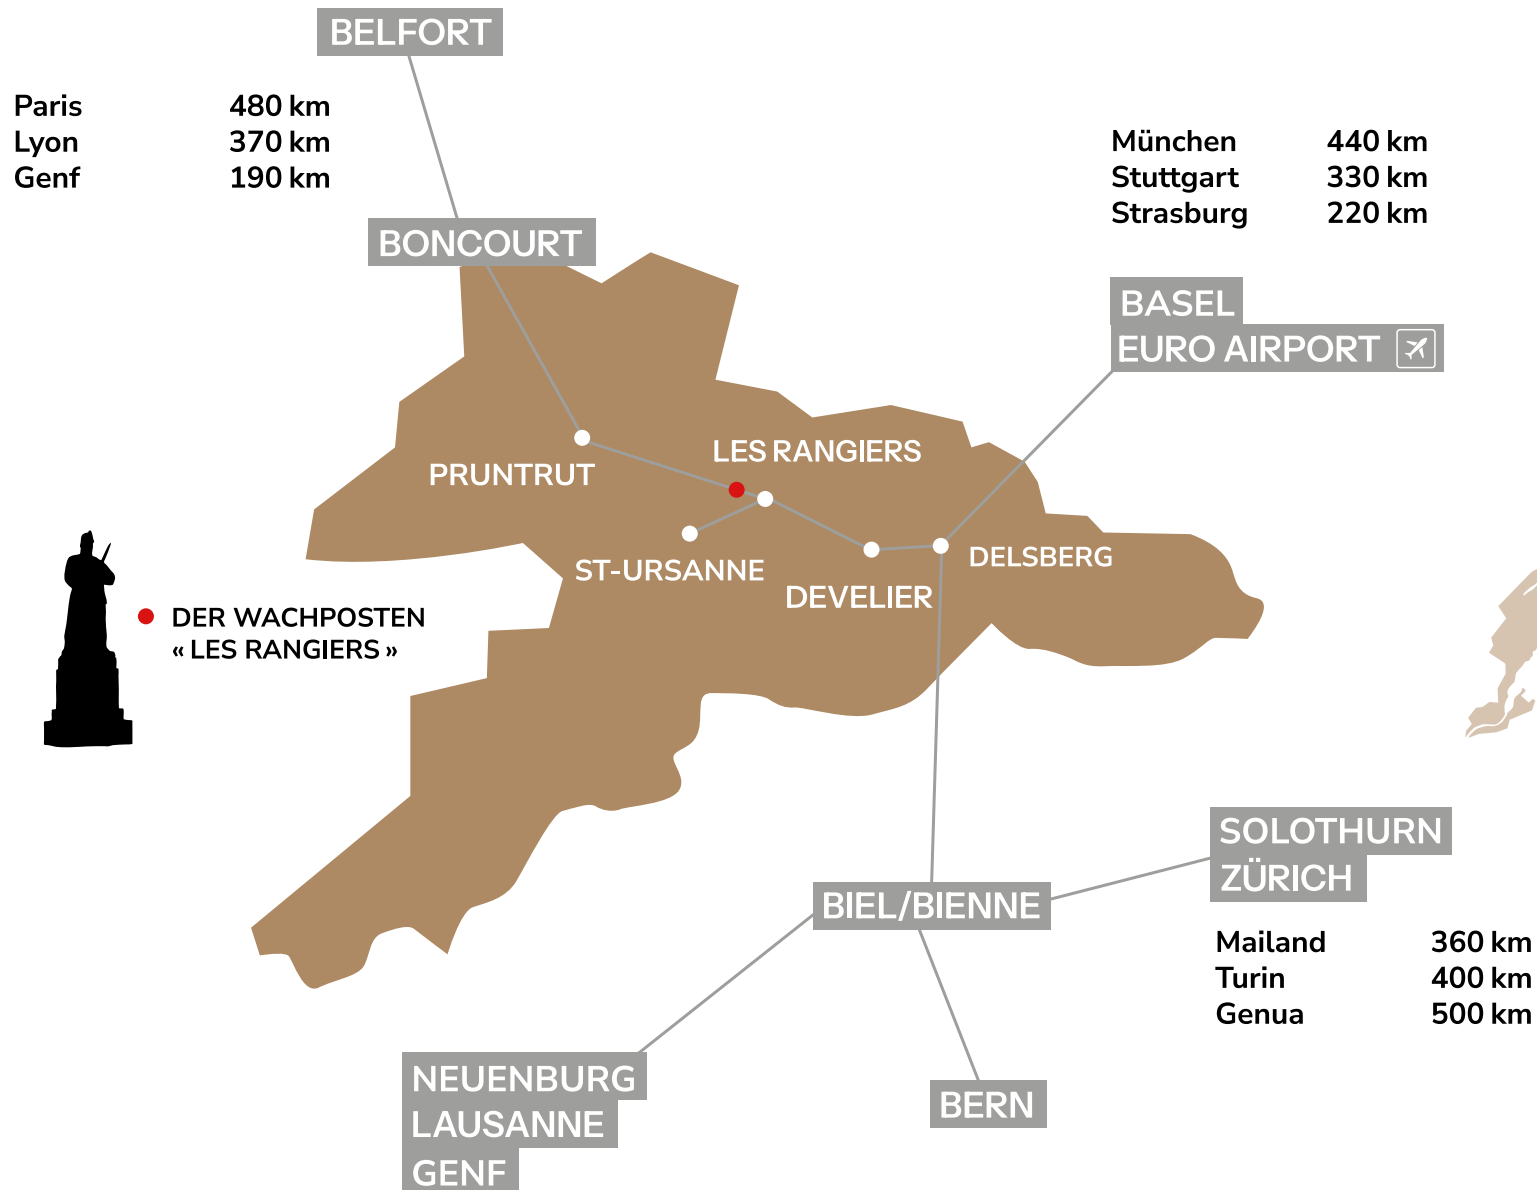 BELFORT
Paris 480 km
Lyon 370 km
Genf 190 km
München 440 km
Stuttgart 330 km
Strasburg 220 km
BONCOURT
BASEL
EURO AIRPORT
LES RANGIERS
PRUNTRUT
ST-URSANNE
DELSBERG
DEVELIER
DER WACHPOSTEN
« LES RANGIERS »
SOLOTHURN
ZÜRICH
BIEL/BIENNE
Mailand 360 km
Turin 400 km
Genua 500 km
NEUENBURG
LAUSANNE
GENF
BERN